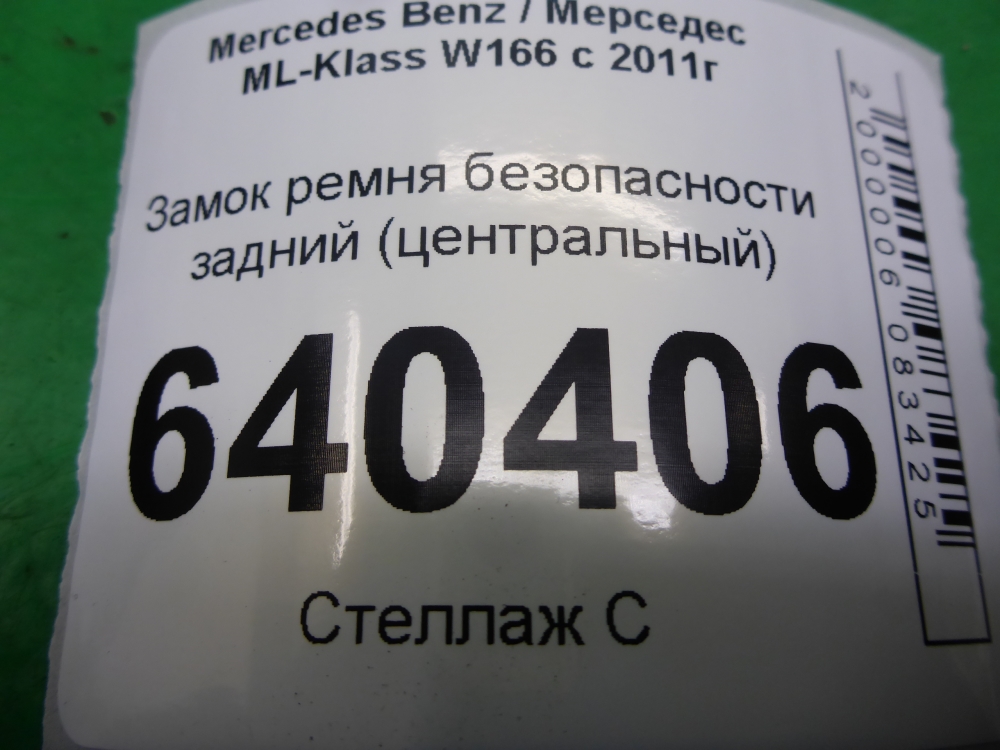 Mercedes Benz / Мерседес
ML-Klass W166 с 2011г
Замок ремня безопасности
задний (центральный)
640406
Стеллаж С
2000006083425